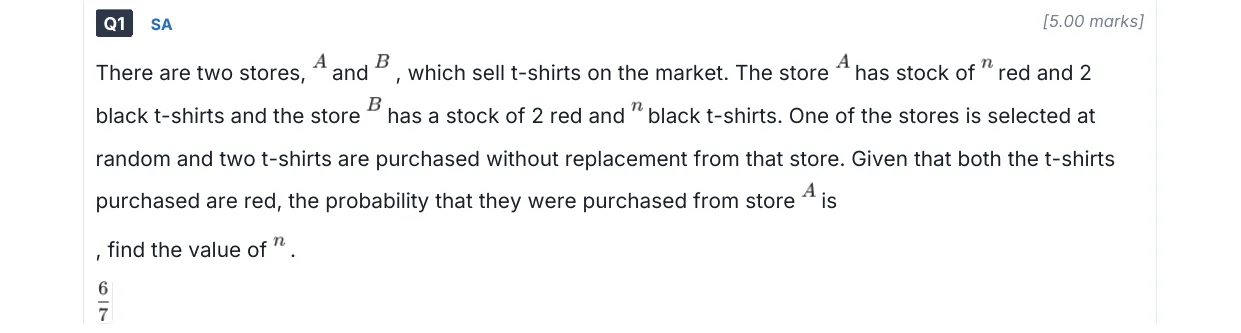 Q1 SA [5.00 marks]
There are two stores, A and B , which sell t-shirts on the market. The store A has stock of n red and 2
black t-shirts and the store B has a stock of 2 red and n black t-shirts. One of the stores is selected at
random and two t-shirts are purchased without replacement from that store. Given that both the t-shirts
purchased are red, the probability that they were purchased from store A is
, find the value of n .
6
7